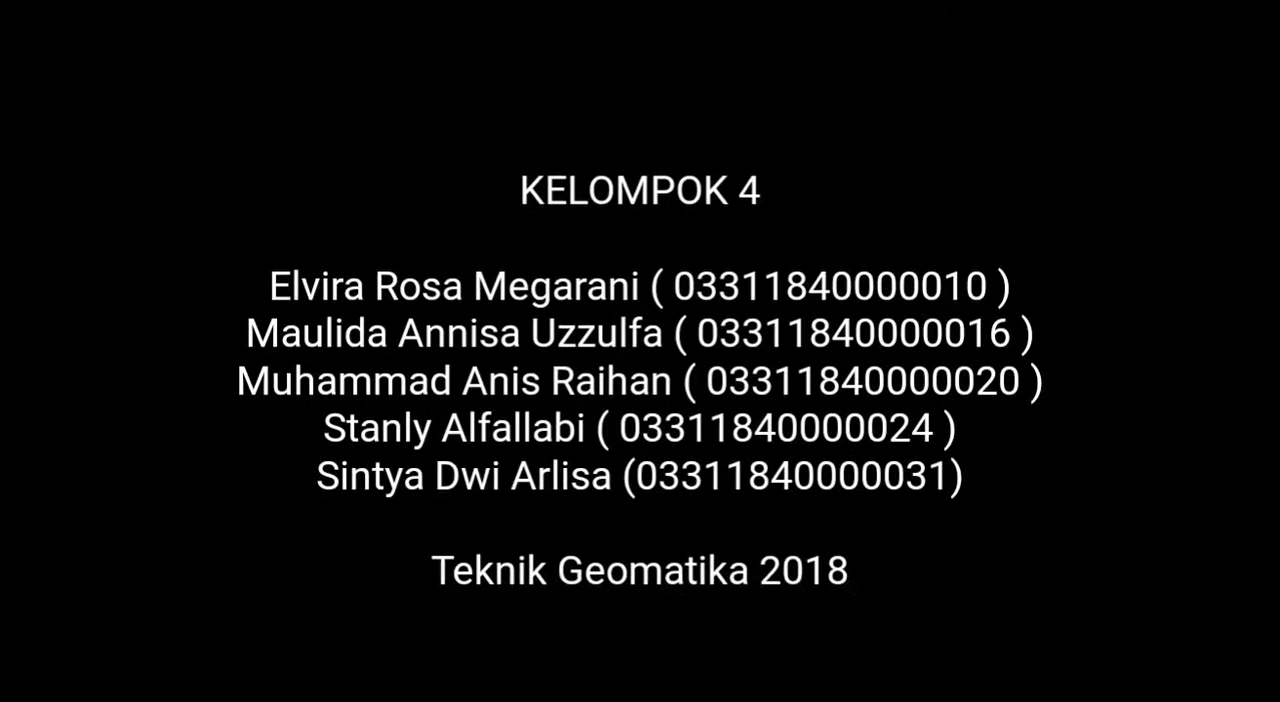 KELOMPOK 4
Elvira Rosa Megarani ( 03311840000010 )
Maulida Annisa Uzzulfa ( 03311840000016 )
Muhammad Anis Raihan ( 03311840000020 )
Stanly Alfallabi ( 03311840000024 )
Sintya Dwi Arlisa (03311840000031)
Teknik Geomatika 2018